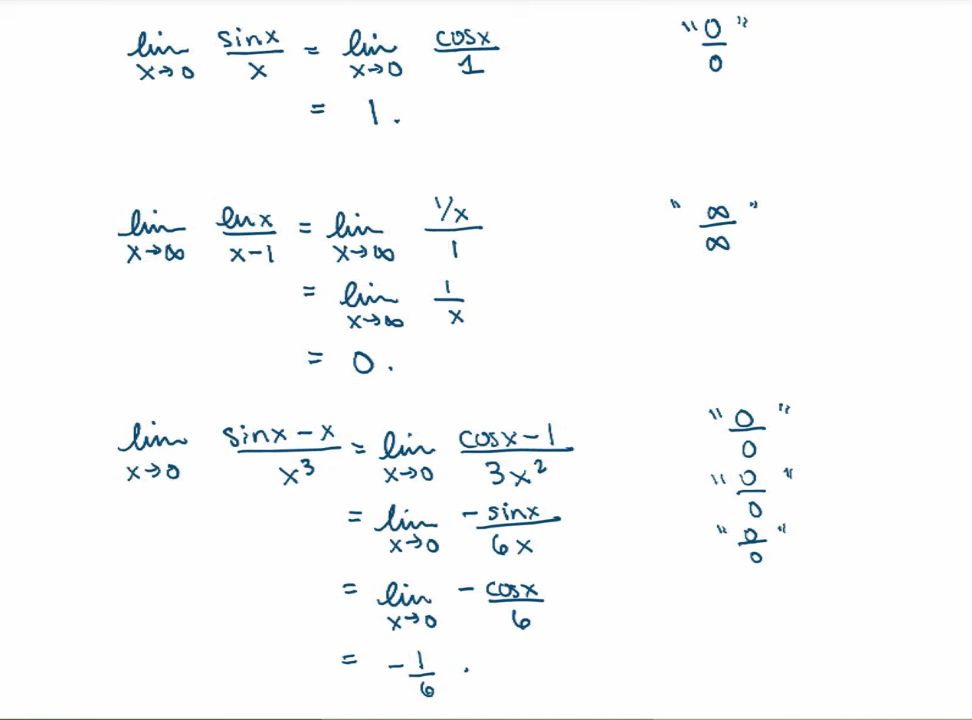 lim x→0 sinx/x = lim x→0 cosx/1 "0/0"
= 1.
lim x→∞ lnx/x-1 = lim x→∞ 1/x/1 "∞/∞"
= lim x→∞ 1/x
= 0.
lim x→0 sinx-x/x³ = lim x→0 cosx-1/3x² "0/0"
= lim x→0 -sinx/6x "0/0"
= lim x→0 -cosx/6 "0/0"
= -1/6.